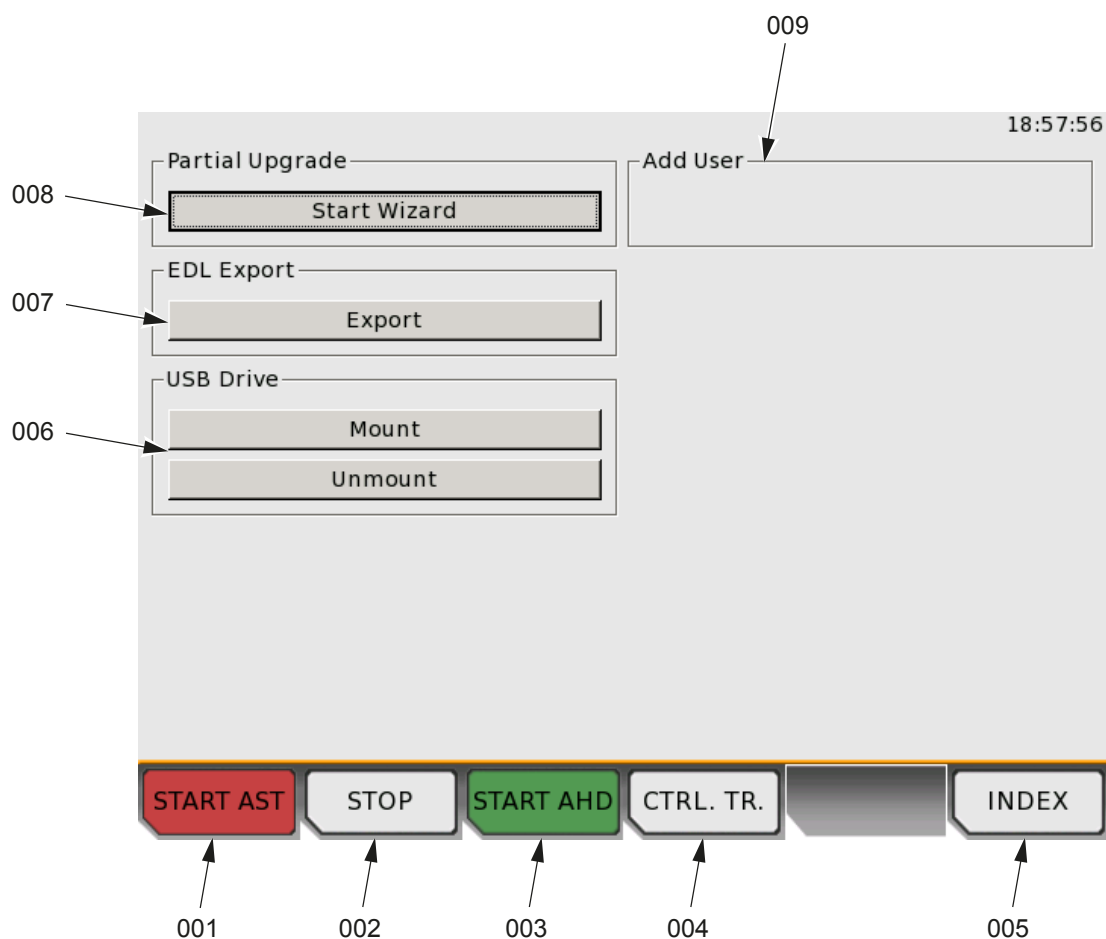 009
18:57:56
Partial Upgrade
Add User
008
Start Wizard
EDL Export
007
Export
USB Drive
006
Mount
Unmount
START AST
STOP
START AHD
CTRL. TR.
INDEX
001
002
003
004
005